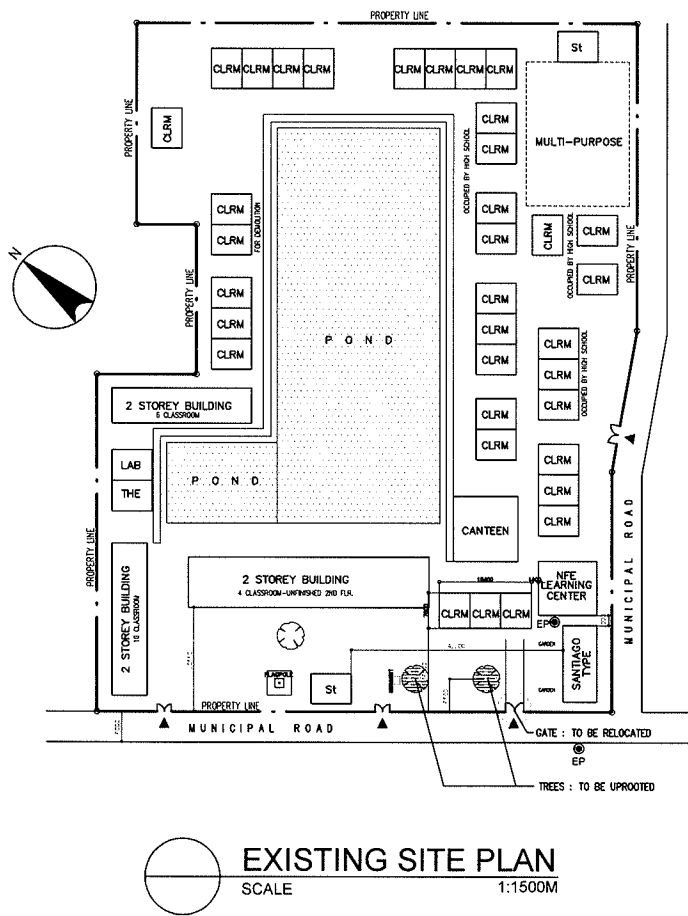 PROPERTY LINE
St
CLRM CLRM CLRM CLRM
CLRM CLRM CLRM CLRM
PROPERTY LINE
CLRM
CLRM
CLRM
OCCUPIED BY HIGH SCHOOL
MULTI-PURPOSE
CLRM
CLRM
FOR DEMOLITION
CLRM
CLRM
CLRM
OCCUPIED BY HIGH SCHOOL
CLRM
CLRM
PROPERTY LINE
N
PROPERTY LINE
CLRM
CLRM
CLRM
CLRM
CLRM
CLRM
POND
CLRM
CLRM
CLRM
OCCUPIED BY HIGH SCHOOL
2 STOREY BUILDING
CLASSROOM
CLRM
CLRM
LAB
THE
POND
CLRM
CLRM
CLRM
CANTEEN
MUNICIPAL ROAD
PROPERTY LINE
2 STOREY BUILDING
10 CLASSROOM
2 STOREY BUILDING
4 CLASSROOM-UNFINISHED 2ND FLR.
CLRM CLRM CLRM
NFE
LEARNING
CENTER
EP
GARDEN
SANTIAGO
TYPE
GARDEN
FLAGPOLE
St
PROPERTY LINE
MUNICIPAL ROAD
GATE : TO BE RELOCATED
EP
TREES : TO BE UPROOTED
EXISTING SITE PLAN
SCALE 1:1500M